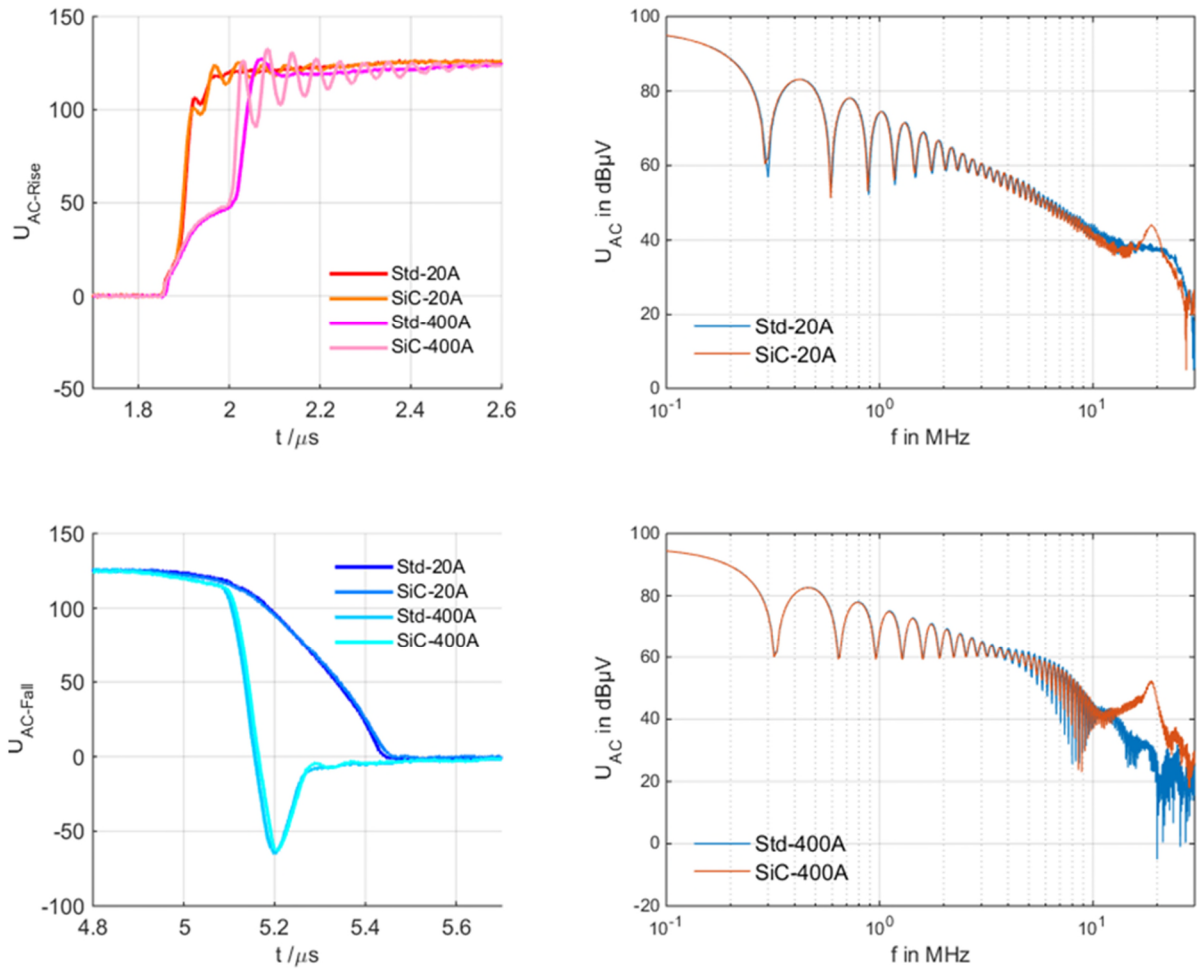 150
100
50
0
-50
U_AC-Rise
1.8
2
2.2
2.4
2.6
t /μs
Std-20A
SiC-20A
Std-400A
SiC-400A
100
80
60
40
20
0
U_AC in dBμV
10^-1
10^0
10^1
f in MHz
Std-20A
SiC-20A
150
100
50
0
-50
-100
U_AC-Fall
4.8
5
5.2
5.4
5.6
t /μs
Std-20A
SiC-20A
Std-400A
SiC-400A
100
80
60
40
20
0
-20
U_AC in dBμV
10^-1
10^0
10^1
f in MHz
Std-400A
SiC-400A